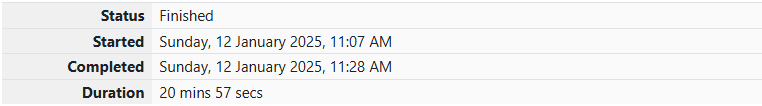 Status Finished
Started Sunday, 12 January 2025, 11:07 AM
Completed Sunday, 12 January 2025, 11:28 AM
Duration 20 mins 57 secs